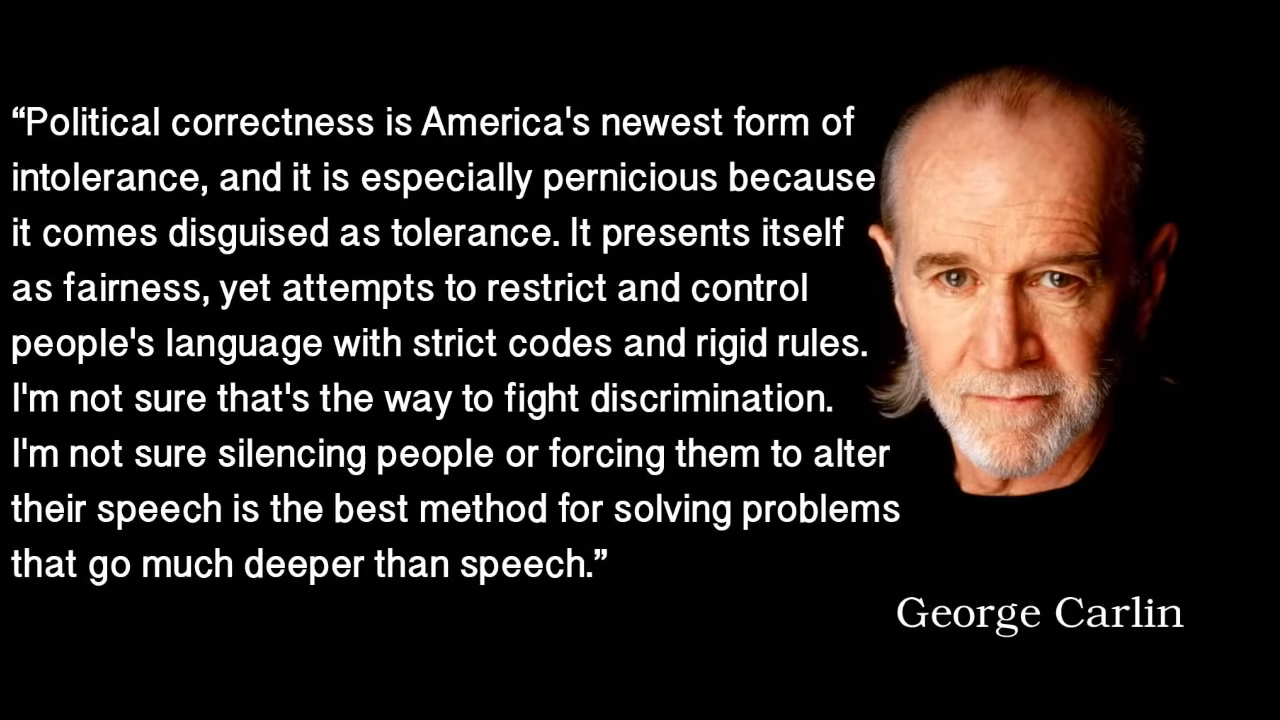 “Political correctness is America's newest form of
intolerance, and it is especially pernicious because
it comes disguised as tolerance. It presents itself
as fairness, yet attempts to restrict and control
people's language with strict codes and rigid rules.
I'm not sure that's the way to fight discrimination.
I'm not sure silencing people or forcing them to alter
their speech is the best method for solving problems
that go much deeper than speech.”
George Carlin